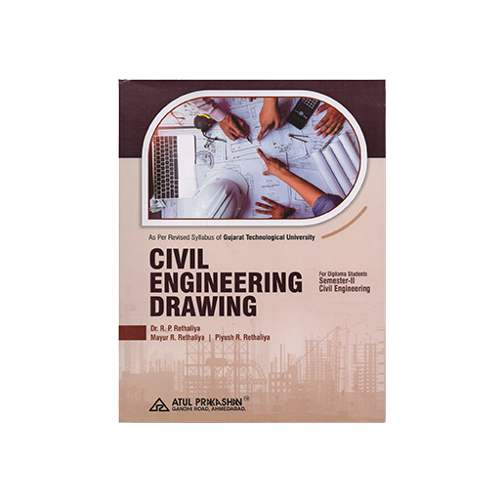 As Per Revised Syllabus of Gujarat Technological University
CIVIL
ENGINEERING
DRAWING
For Diploma Students
Semester-II
Civil Engineering
Dr. R. P. Rethaliya
Mayur R. Rethaliya | Piyush R. Rethaliya
ATUL PRAKASHAN
GANDHI ROAD, AHMEDABAD.